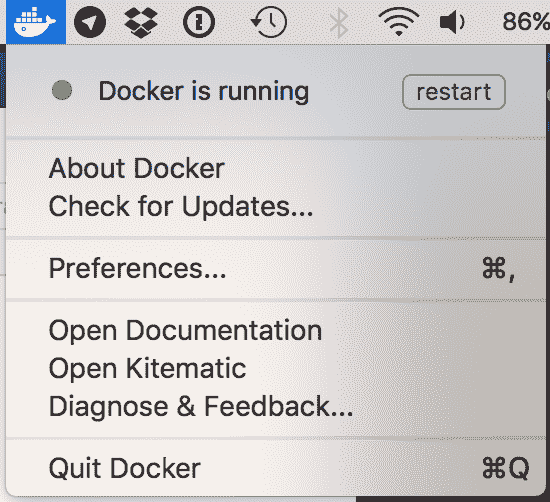 86%
Docker is running restart
About Docker
Check for Updates...
Preferences... ⌘,
Open Documentation
Open Kitematic
Diagnose & Feedback...
Quit Docker ⌘Q